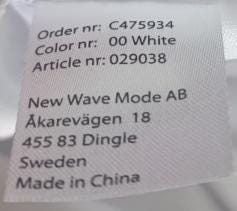 Order nr: C475934
Color nr: 00 White
Article nr: 029038
New Wave Mode AB
Åkarevägen 18
455 83 Dingle
Sweden
Made in China